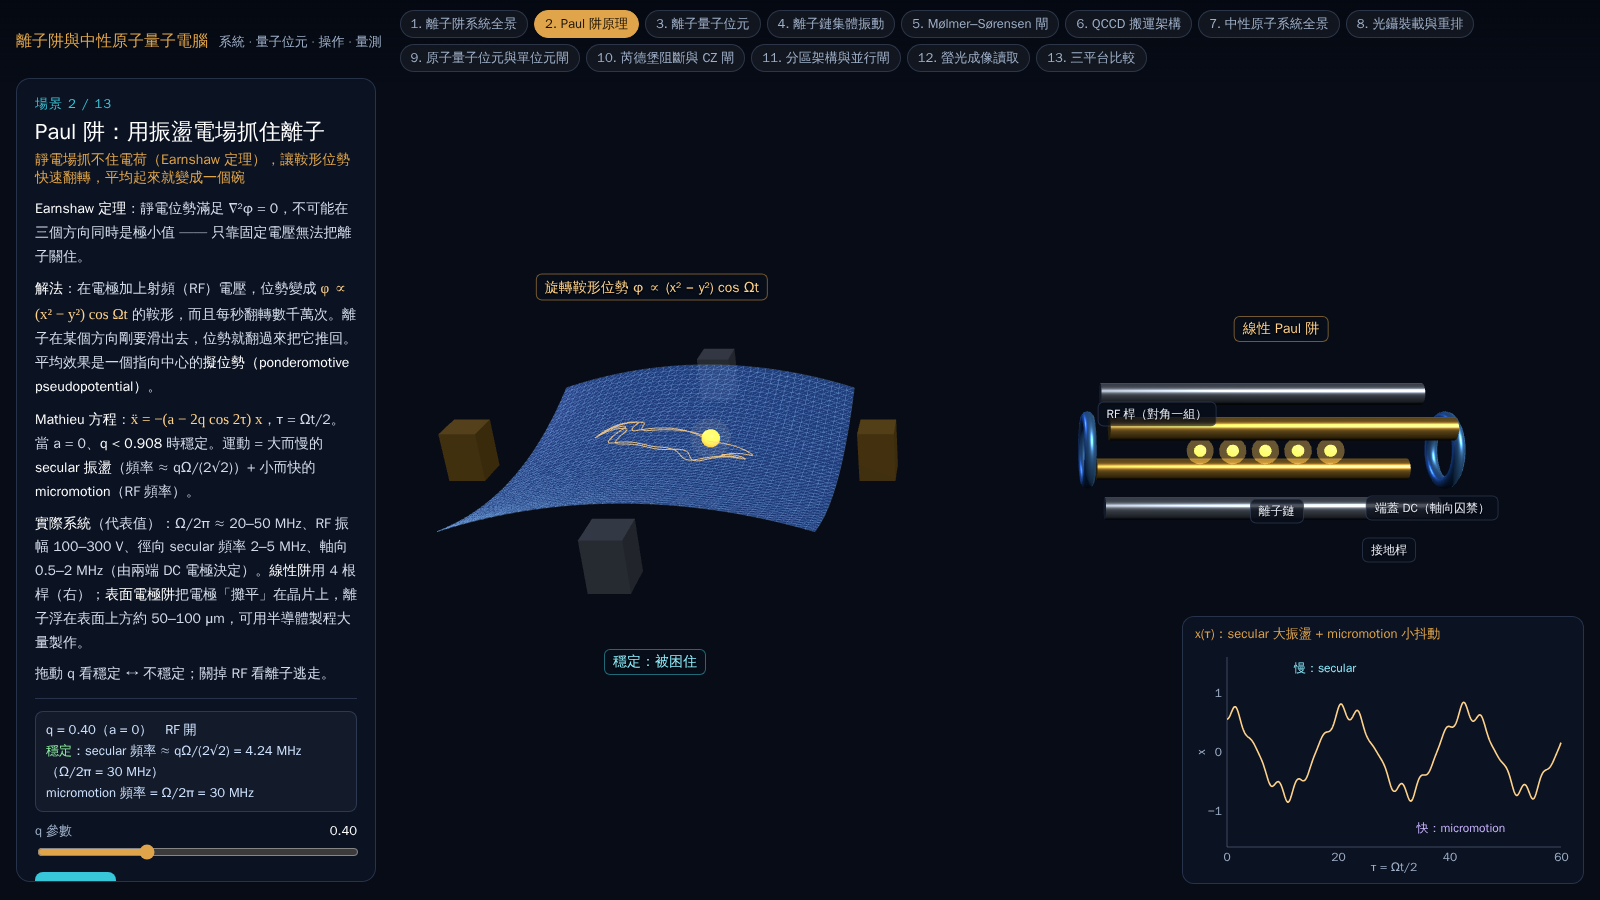 離子阱與中性原子量子電腦 系統 · 量子位元 · 操作 · 量測
1. 離子阱系統全景
2. Paul 阱原理
3. 離子量子位元
4. 離子鏈集體振動
5. Mølmer–Sørensen 閘
6. QCCD 搬運架構
7. 中性原子系統全景
8. 光鑷裝載與重排
9. 原子量子位元與單位元閘
10. 芮德堡阻斷與 CZ 閘
11. 分區架構與並行閘
12. 螢光成像讀取
13. 三平台比較
場景 2 / 13
Paul 阱：用振盪電場抓住離子
靜電場抓不住電荷（Earnshaw 定理），讓鞍形位勢
快速翻轉，平均起來就變成一個碗
Earnshaw 定理：靜電位勢滿足 ∇²φ = 0，不可能在
三個方向同時是極小值 —— 只靠固定電壓無法把離
子關住。
解法：在電極加上射頻（RF）電壓，位勢變成 φ ∝
(x² − y²) cos Ωt 的鞍形，而且每秒翻轉數千萬次。離
子在某個方向剛要滑出去，位勢就翻過來把它推回。
平均效果是一個指向中心的擬位勢（ponderomotive
pseudopotential）。
Mathieu 方程：ẍ = −(a − 2q cos 2τ) x，τ = Ωt/2。
當 a = 0、q < 0.908 時穩定。運動 = 大而慢的
secular 振盪（頻率 ≈ qΩ/(2√2)）+ 小而快的
micromotion（RF 頻率）。
實際系統（代表值）：Ω/2π ≈ 20–50 MHz、RF 振
幅 100–300 V、徑向 secular 頻率 2–5 MHz、軸向
0.5–2 MHz（由兩端 DC 電極決定）。線性阱用 4 根
桿（右）；表面電極阱把電極「攤平」在晶片上，離
子浮在表面上方約 50–100 μm，可用半導體製程大
量製作。
拖動 q 看穩定 ↔ 不穩定；關掉 RF 看離子逃走。
q = 0.40（a = 0） RF 開
穩定：secular 頻率 ≈ qΩ/(2√2) = 4.24 MHz
（Ω/2π = 30 MHz）
micromotion 頻率 = Ω/2π = 30 MHz
q 參數 0.40
旋轉鞍形位勢 φ ∝ (x² − y²) cos Ωt
穩定：被困住
線性 Paul 阱
RF 桿（對角一組）
離子鏈
端蓋 DC（軸向囚禁）
接地桿
x(τ)：secular 大振盪 + micromotion 小抖動
慢：secular
1
x 0
−1
快：micromotion
0 20 40 60
τ = Ωt/2